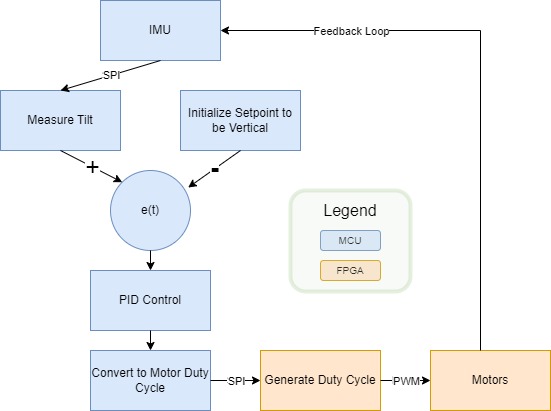 IMU
Feedback Loop
SPI
Measure Tilt
Initialize Setpoint to
be Vertical
+
-
e(t)
Legend
MCU
FPGA
PID Control
Convert to Motor Duty
Cycle
SPI
Generate Duty Cycle
PWM
Motors